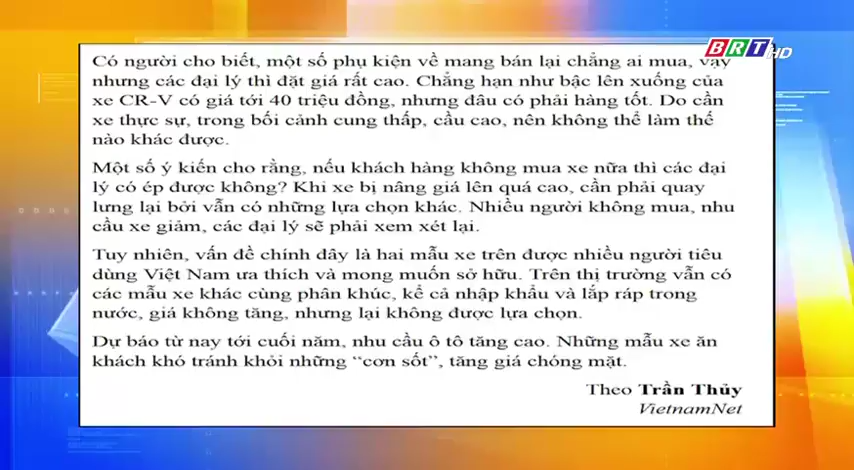 BRT HD
Có người cho biết, một số phụ kiện về mang bán lại chẳng ai mua, vậy
nhưng các đại lý thì đặt giá rất cao. Chẳng hạn như bậc lên xuống của
xe CR-V có giá tới 40 triệu đồng, nhưng đâu có phải hàng tốt. Do cần
xe thực sự, trong bối cảnh cung thấp, cầu cao, nên không thể làm thế
nào khác được.
Một số ý kiến cho rằng, nếu khách hàng không mua xe nữa thì các đại
lý có ép được không? Khi xe bị nâng giá lên quá cao, cần phải quay
lưng lại bởi vẫn có những lựa chọn khác. Nhiều người không mua, nhu
cầu xe giảm, các đại lý sẽ phải xem xét lại.
Tuy nhiên, vấn đề chính đây là hai mẫu xe trên được nhiều người tiêu
dùng Việt Nam ưa thích và mong muốn sở hữu. Trên thị trường vẫn có
các mẫu xe khác cùng phân khúc, kể cả nhập khẩu và lắp ráp trong
nước, giá không tăng, nhưng lại không được lựa chọn.
Dự báo từ nay tới cuối năm, nhu cầu ô tô tăng cao. Những mẫu xe ăn
khách khó tránh khỏi những “cơn sốt”, tăng giá chóng mặt.
Theo Trần Thủy
VietnamNet